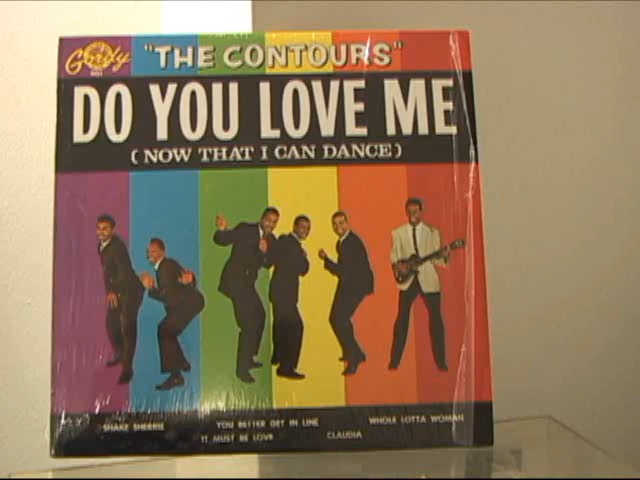 Gordy
901
"THE CONTOURS"
DO YOU LOVE ME
(NOW THAT I CAN DANCE)
SHAKE SHERRIE
YOU BETTER GET IN LINE
WHOLE LOTTA WOMAN
IT MUST BE LOVE
CLAUDIA